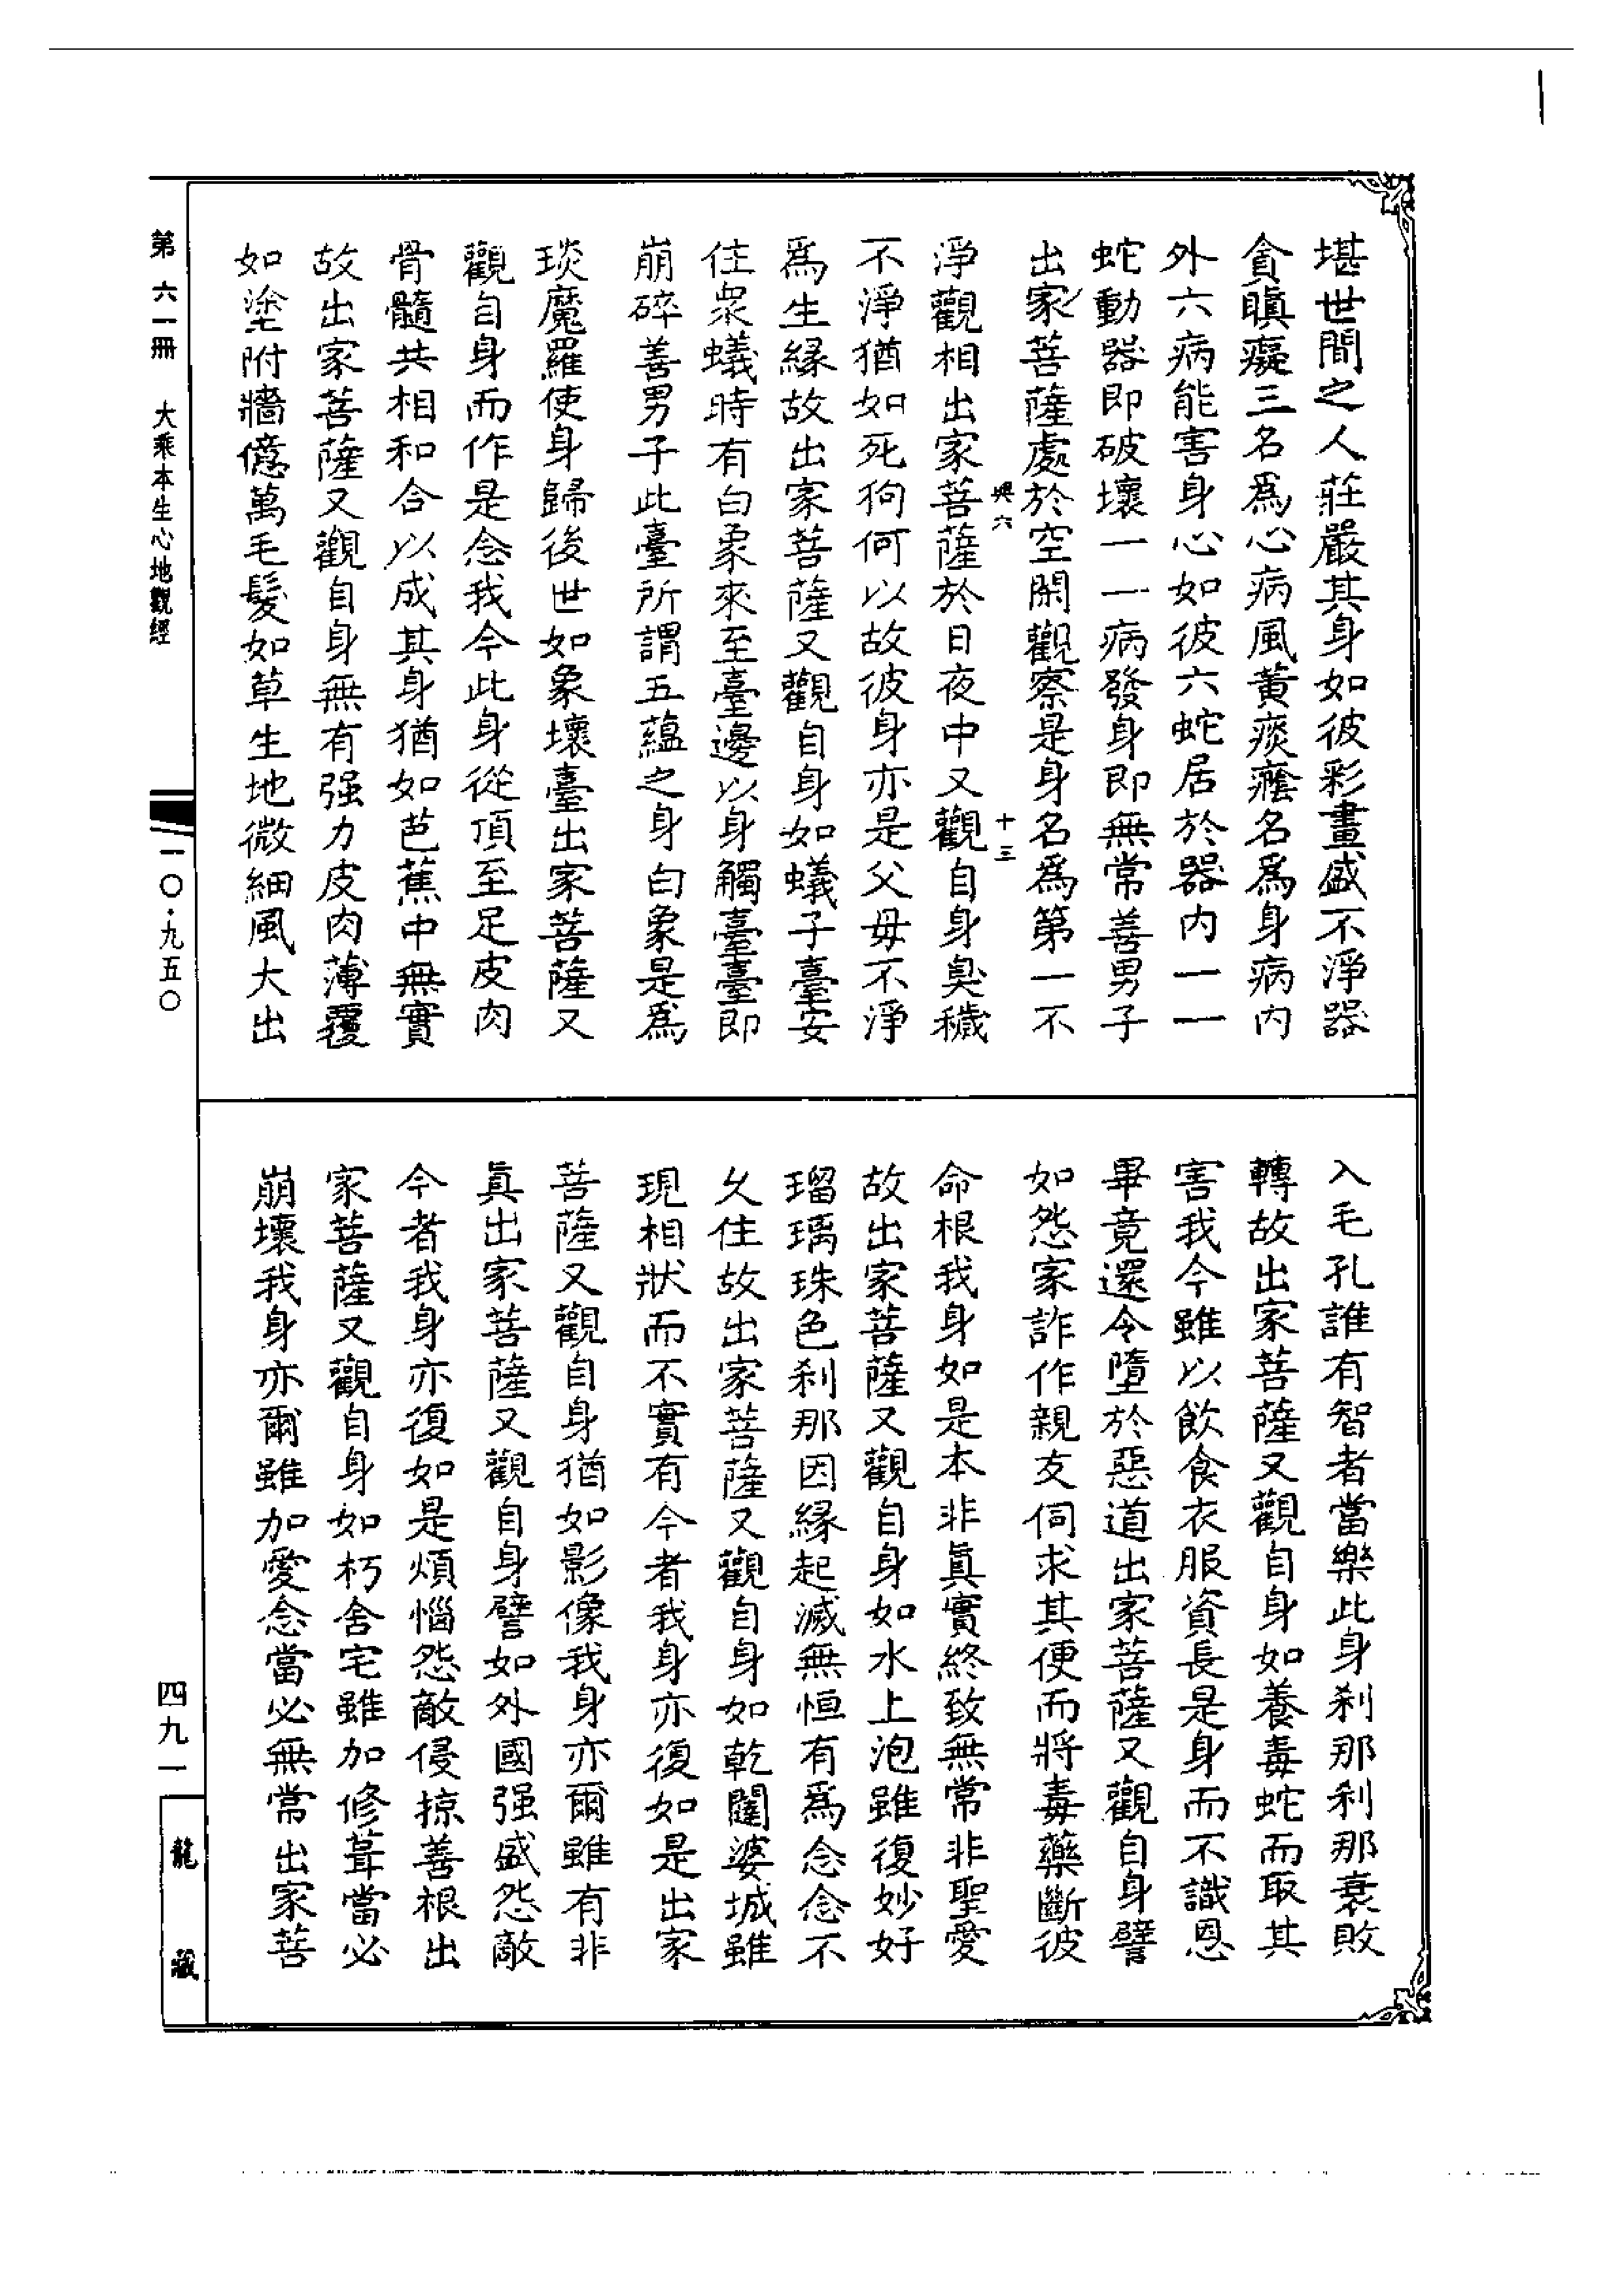 堪世間之人莊嚴其身如彼彩畫盛不淨器
貪瞋癡三名爲心病風黃痰癊名爲身病內
外六病能害身心如彼六蛇居於器內一一
蛇動器即破壞一一病發身即無常善男子
出家菩薩處於空閑觀察是身名爲第一不
興六 十三
淨觀相出家菩薩於日夜中又觀自身臭穢
不淨猶如死狗何以故彼身亦是父母不淨
爲生緣故出家菩薩又觀自身如蟻子臺安
住衆蟻時有白象來至臺邊以身觸臺臺即
崩碎善男子此臺所謂五蘊之身白象是爲
琰魔羅使身歸後世如象壞臺出家菩薩又
觀自身而作是念我今此身從頂至足皮肉
骨髓共相和合以成其身猶如芭蕉中無實
故出家菩薩又觀自身無有强力皮肉薄覆
如塗附牆億萬毛髮如草生地微細風大出
入毛孔誰有智者當樂此身刹那刹那衰敗
轉故出家菩薩又觀自身如養毒蛇而取其
害我今雖以飲食衣服資長是身而不識恩
畢竟還令墮於惡道出家菩薩又觀自身譬
如怨家詐作親友伺求其便而將毒藥斷彼
命根我身如是本非眞實終致無常非聖愛
故出家菩薩又觀自身如水上泡雖復妙好
瑠璃珠色刹那因緣起滅無恒有爲念念不
久住故出家菩薩又觀自身如乾闥婆城雖
現相狀而不實有今者我身亦復如是出家
菩薩又觀自身猶如影像我身亦爾雖有非
眞出家菩薩又觀自身譬如外國强盛怨敵
今者我身亦復如是煩惱怨敵侵掠善根出
家菩薩又觀自身如朽舍宅雖加修葺當必
崩壞我身亦爾雖加愛念當必無常出家菩
第六一冊 大乘本生心地觀經
一〇·九五〇
四九一
龍藏